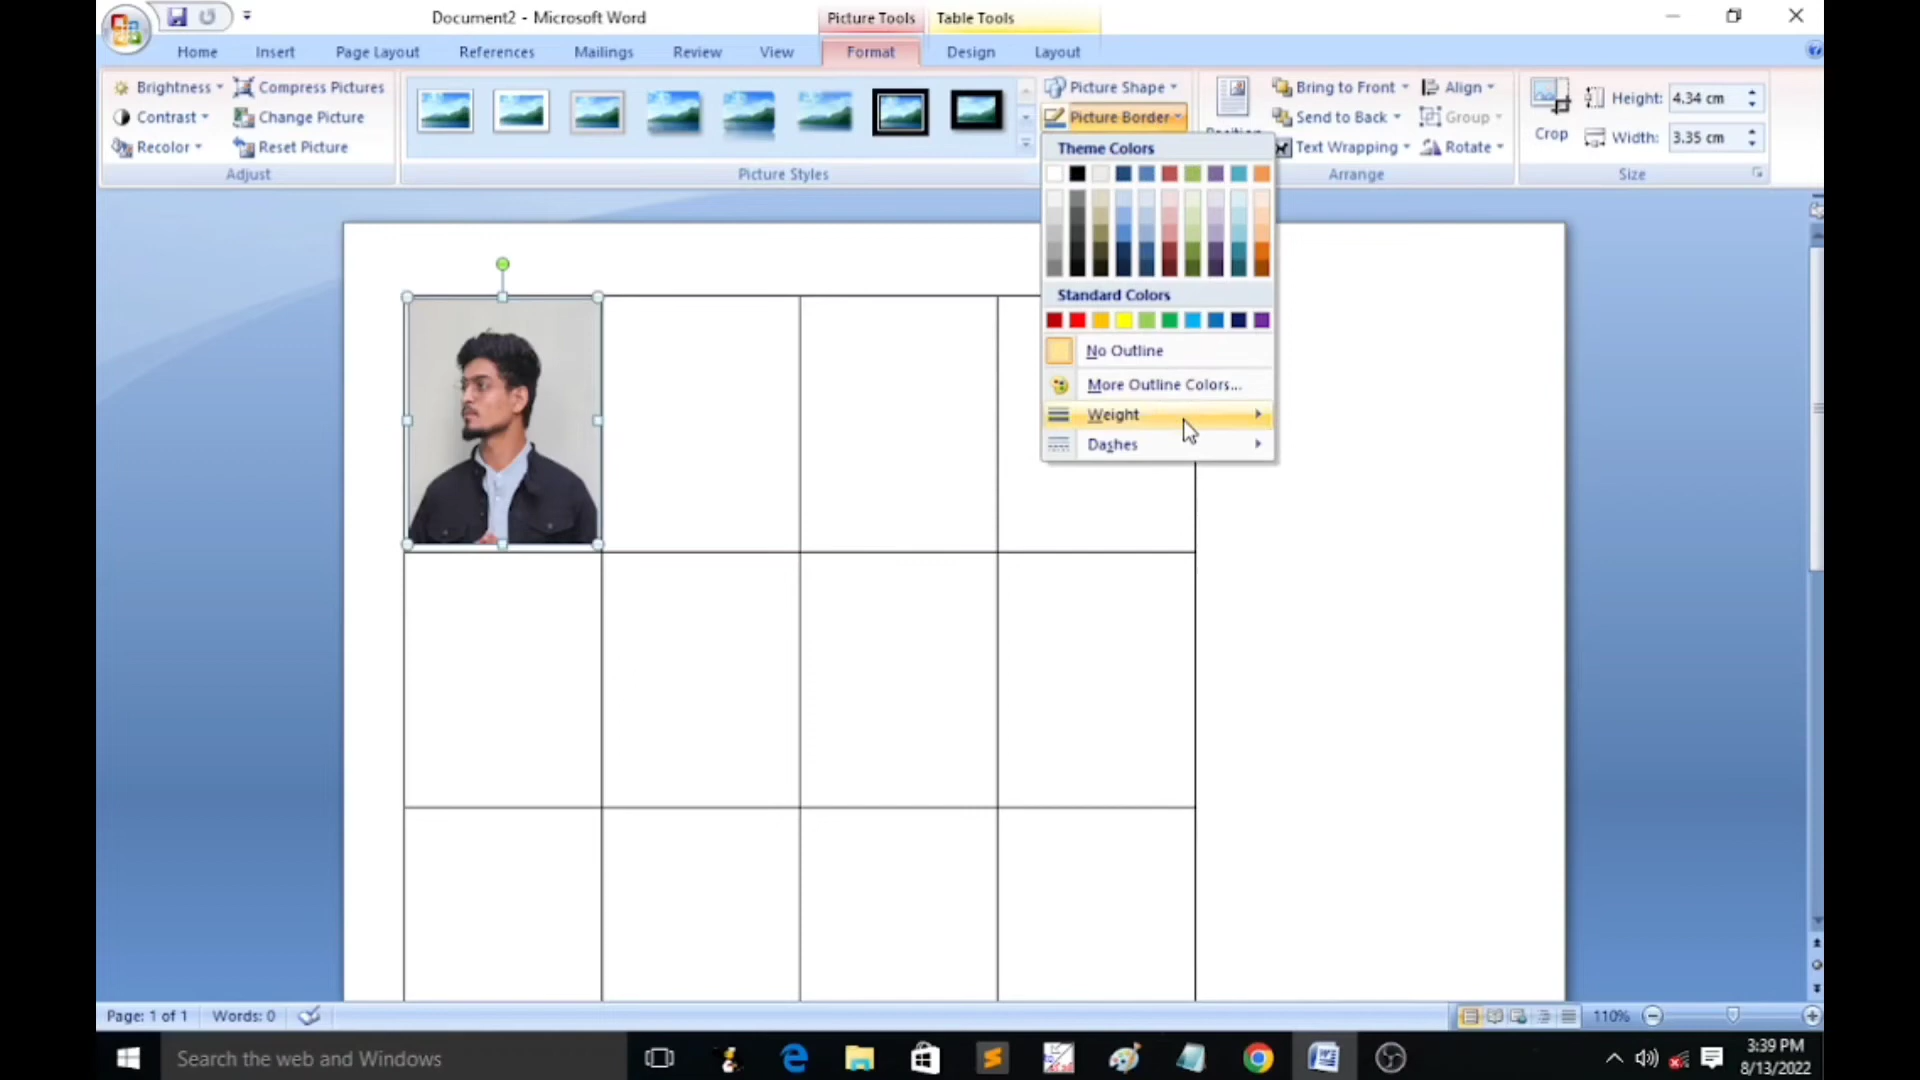 Document2 - Microsoft Word
Picture Tools
Table Tools
Home
Insert
Page Layout
References
Mailings
Review
View
Format
Design
Layout
Brightness
Compress Pictures
Contrast
Change Picture
Recolor
Reset Picture
Adjust
Picture Styles
Picture Shape
Picture Border
Bring to Front
Align
Send to Back
Group
Text Wrapping
Rotate
Arrange
Crop
Height: 4.34 cm
Width: 3.35 cm
Size
Theme Colors
Standard Colors
No Outline
More Outline Colors...
Weight
Dashes
Page: 1 of 1
Words: 0
110%
Search the web and Windows
3:39 PM
8/13/2022